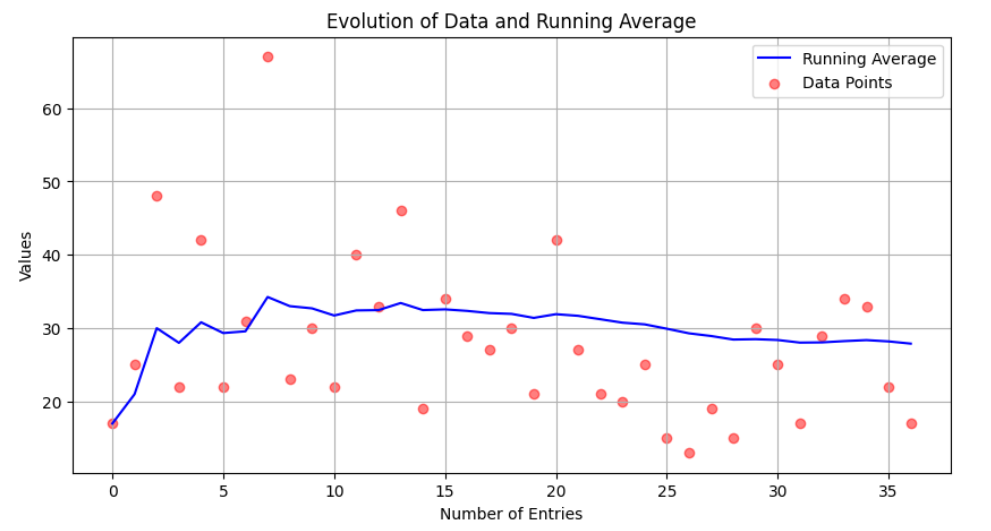 Evolution of Data and Running Average
Running Average
Data Points
60
50
40
30
20
Values
0 5 10 15 20 25 30 35
Number of Entries